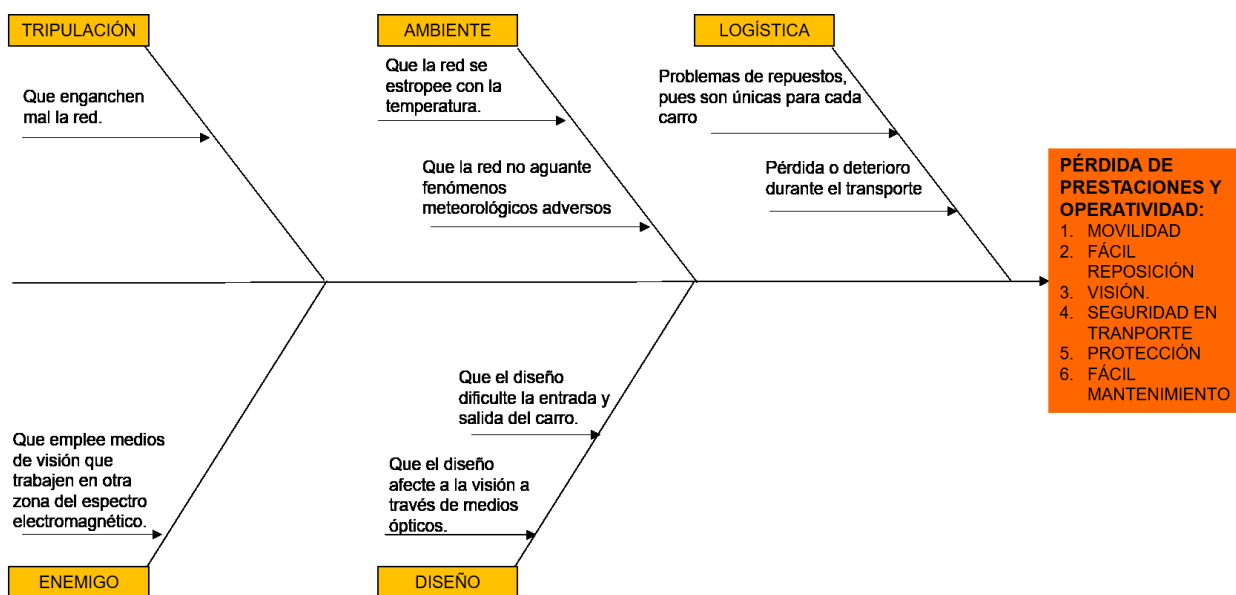 TRIPULACIÓN
AMBIENTE
LOGÍSTICA
Que enganchen
mal la red.
Que la red se
estropee con la
temperatura.
Que la red no aguante
fenómenos
meteorológicos adversos
Problemas de repuestos,
pues son únicas para cada
carro
Pérdida o deterioro
durante el transporte
PÉRDIDA DE
PRESTACIONES Y
OPERATIVIDAD:
1. MOVILIDAD
2. FÁCIL
REPOSICIÓN
3. VISIÓN.
4. SEGURIDAD EN
TRANPORTE
5. PROTECCIÓN
6. FÁCIL
MANTENIMIENTO
Que emplee medios
de visión que
trabajen en otra
zona del espectro
electromagnético.
Que el diseño
dificulte la entrada y
salida del carro.
Que el diseño
afecte a la visión a
través de medios
ópticos.
ENEMIGO
DISEÑO